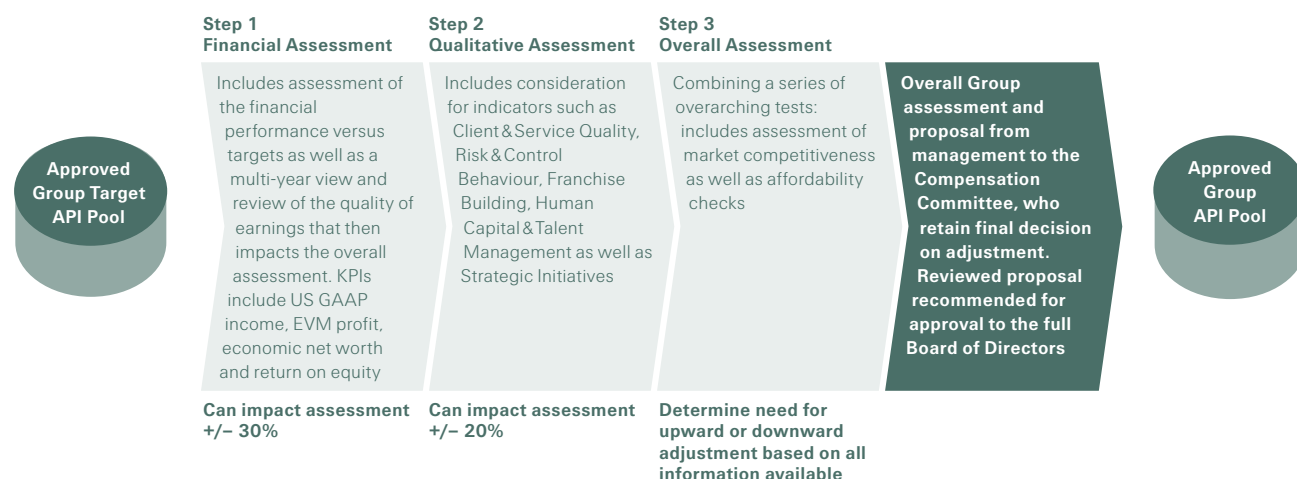 Approved
Group Target
API Pool
Step 1
Financial Assessment
Includes assessment of
the financial
performance versus
targets as well as a
multi-year view and
review of the quality of
earnings that then
impacts the overall
assessment. KPIs
include US GAAP
income, EVM profit,
economic net worth
and return on equity
Can impact assessment
+/– 30%
Step 2
Qualitative Assessment
Includes consideration
for indicators such as
Client & Service Quality,
Risk & Control
Behaviour, Franchise
Building, Human
Capital & Talent
Management as well as
Strategic Initiatives
Can impact assessment
+/– 20%
Step 3
Overall Assessment
Combining a series of
overarching tests:
includes assessment of
market competitiveness
as well as affordability
checks
Determine need for
upward or downward
adjustment based on all
information available
Overall Group
assessment and
proposal from
management to the
Compensation
Committee, who
retain final decision
on adjustment.
Reviewed proposal
recommended for
approval to the full
Board of Directors
Approved
Group
API Pool